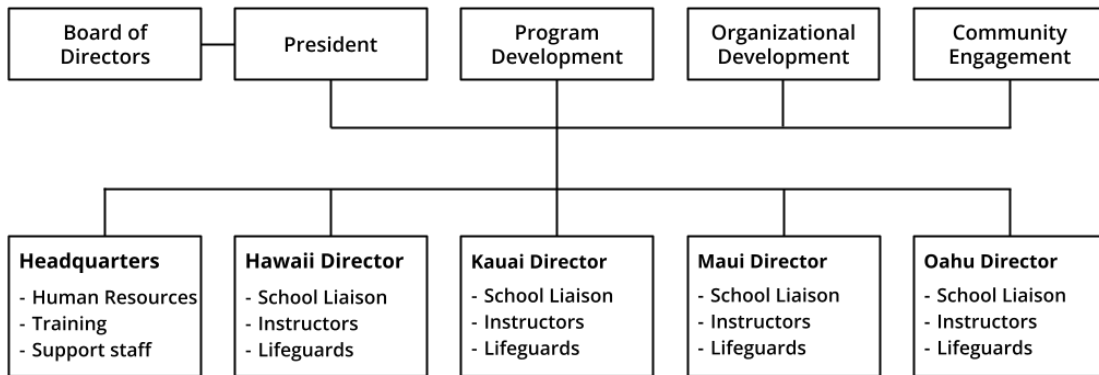 Board of
Directors
President
Program
Development
Organizational
Development
Community
Engagement
Headquarters
- Human Resources
- Training
- Support staff
Hawaii Director
- School Liaison
- Instructors
- Lifeguards
Kauai Director
- School Liaison
- Instructors
- Lifeguards
Maui Director
- School Liaison
- Instructors
- Lifeguards
Oahu Director
- School Liaison
- Instructors
- Lifeguards